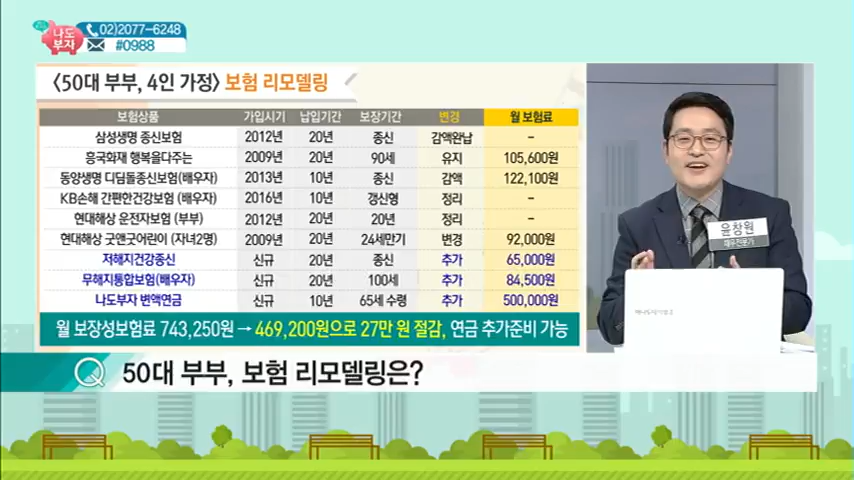 나도
부자
02)2077-6248
#0988
<50대 부부, 4인 가정> 보험 리모델링
보험상품 가입시기 납입기간 보장기간 변경 월 보험료
삼성생명 종신보험 2012년 20년 종신 감액완납 -
흥국화재 행복을다주는 2009년 20년 90세 유지 105,600원
동양생명 디딤돌종신보험(배우자) 2013년 10년 종신 감액 122,100원
KB손해 간편한건강보험 (배우자) 2016년 10년 갱신형 정리 -
현대해상 운전자보험 (부부) 2012년 20년 20년 정리 -
현대해상 굿앤굿어린이 (자녀2명) 2009년 20년 24세만기 변경 92,000원
저해지건강종신 신규 20년 종신 추가 65,000원
무해지통합보험(배우자) 신규 20년 100세 추가 84,500원
나도부자 변액연금 신규 10년 65세 수령 추가 500,000원
월 보장성보험료 743,250원 → 469,200원으로 27만 원 절감, 연금 추가준비 가능
윤창원
재무전문가
Q 50대 부부, 보험 리모델링은?